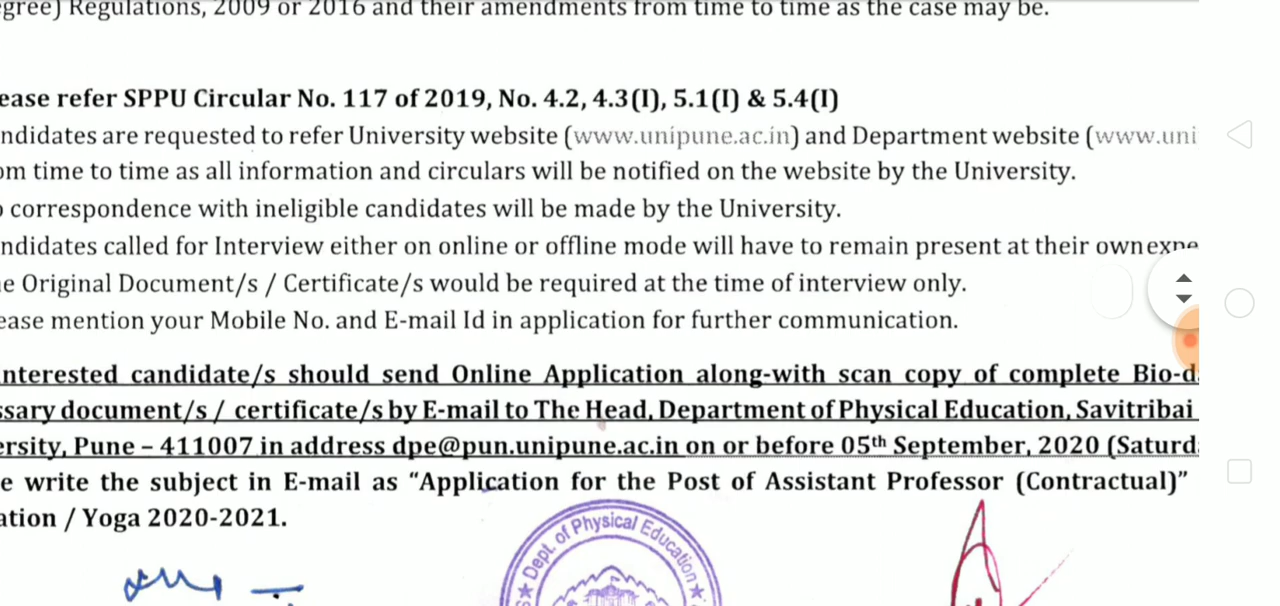 egree) Regulations, 2009 or 2016 and their amendments from time to time as the case may be.
ease refer SPPU Circular No. 117 of 2019, No. 4.2, 4.3(I), 5.1(I) & 5.4(I)
ndidates are requested to refer University website (www.unipune.ac.in) and Department website (www.uni
om time to time as all information and circulars will be notified on the website by the University.
o correspondence with ineligible candidates will be made by the University.
ndidates called for Interview either on online or offline mode will have to remain present at their own expe
e Original Document/s / Certificate/s would be required at the time of interview only.
ease mention your Mobile No. and E-mail Id in application for further communication.
nterested candidate/s should send Online Application along-with scan copy of complete Bio-d
ssary document/s / certificate/s by E-mail to The Head, Department of Physical Education, Savitribai
ersity, Pune – 411007 in address dpe@pun.unipune.ac.in on or before 05th September, 2020 (Saturd
e write the subject in E-mail as “Application for the Post of Assistant Professor (Contractual)”
ation / Yoga 2020-2021.
★ Dept. of Physical Education ★